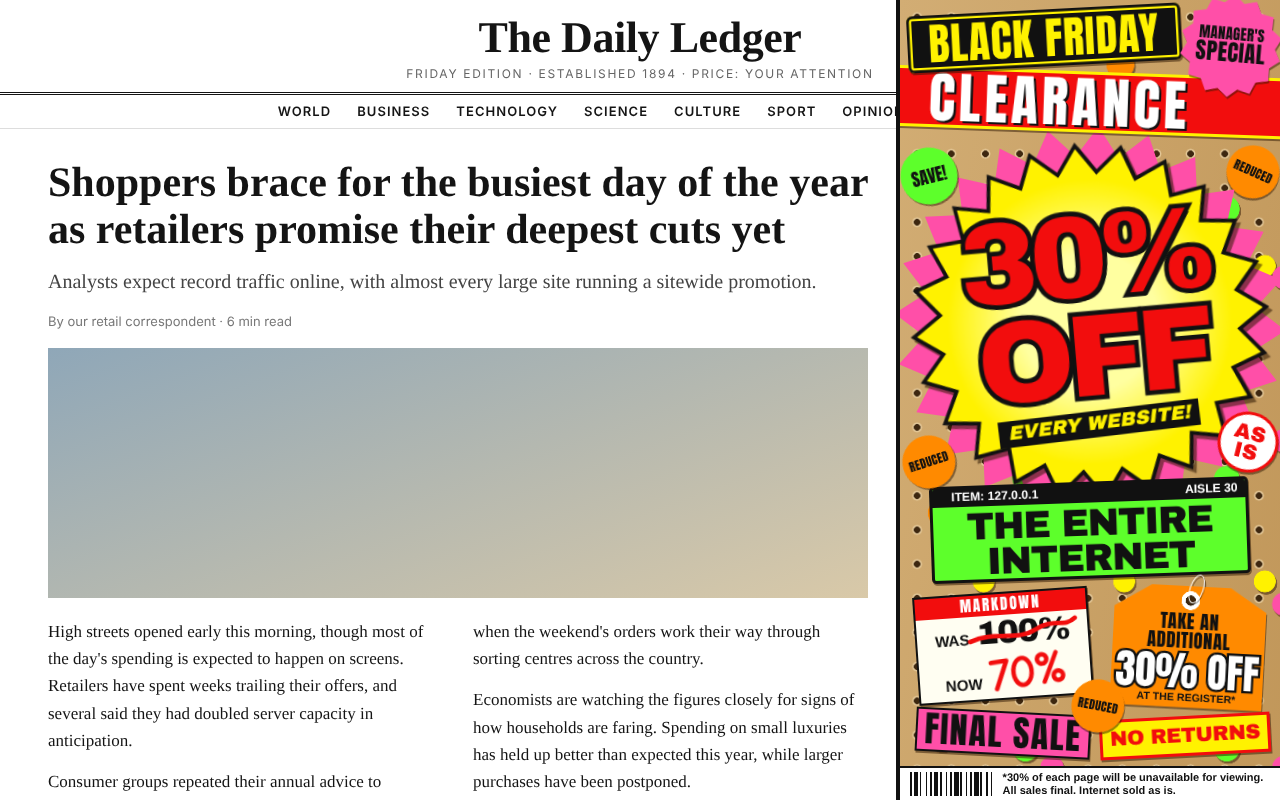 The Daily Ledger
FRIDAY EDITION · ESTABLISHED 1894 · PRICE: YOUR ATTENTION
WORLD BUSINESS TECHNOLOGY SCIENCE CULTURE SPORT OPINION
Shoppers brace for the busiest day of the year
as retailers promise their deepest cuts yet
Analysts expect record traffic online, with almost every large site running a sitewide promotion.
By our retail correspondent · 6 min read
High streets opened early this morning, though most of
the day's spending is expected to happen on screens.
Retailers have spent weeks trailing their offers, and
several said they had doubled server capacity in
anticipation.
Consumer groups repeated their annual advice to
when the weekend's orders work their way through
sorting centres across the country.
Economists are watching the figures closely for signs of
how households are faring. Spending on small luxuries
has held up better than expected this year, while larger
purchases have been postponed.
BLACK FRIDAY
MANAGER'S
SPECIAL
CLEARANCE
SAVE!
REDUCED
30%
OFF
EVERY WEBSITE!
AS
IS
REDUCED
ITEM: 127.0.0.1 AISLE 30
THE ENTIRE
INTERNET
MARKDOWN
WAS 100%
NOW 70%
TAKE AN
ADDITIONAL
30% OFF
AT THE REGISTER*
REDUCED
FINAL SALE
NO RETURNS
*30% of each page will be unavailable for viewing.
All sales final. Internet sold as is.